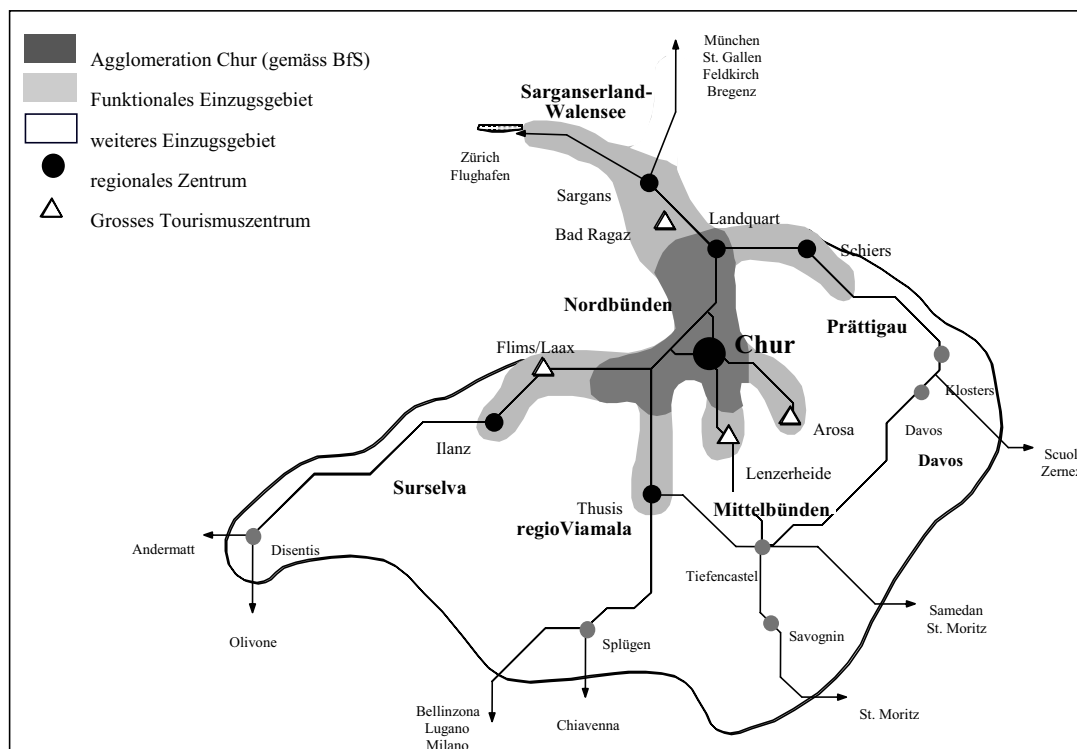 Agglomeration Chur (gemäss BfS)
Funktionales Einzugsgebiet
weiteres Einzugsgebiet
regionales Zentrum
Grosses Tourismuszentrum
München
St. Gallen
Feldkirch
Bregenz
Sarganserland-
Walensee
Zürich
Flughafen
Sargans
Bad Ragaz
Landquart
Schiers
Nordbünden
Prättigau
Chur
Flims/Laax
Klosters
Davos
Davos
Arosa
Scuol
Zernez
Ilanz
Lenzerheide
Surselva
Thusis
regioViamala
Mittelbünden
Andermatt
Disentis
Tiefencastel
Olivone
Splügen
Savognin
Samedan
St. Moritz
Bellinzona
Lugano
Milano
Chiavenna
St. Moritz